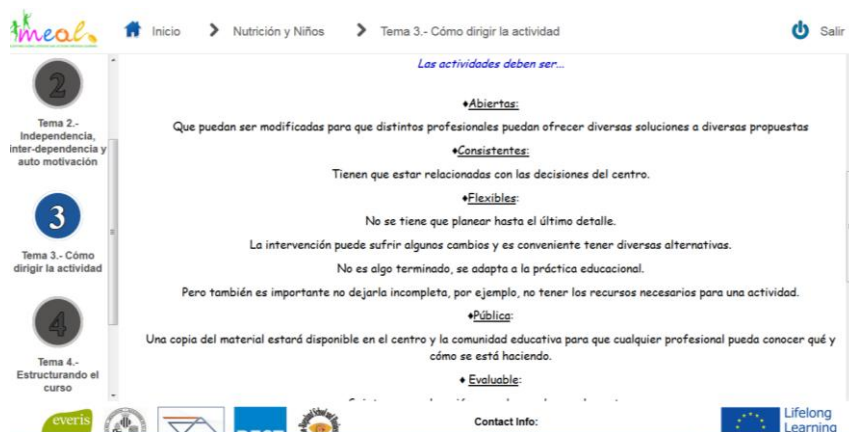 meal
Inicio
Nutrición y Niños
Tema 3.- Cómo dirigir la actividad
Salir
2
Tema 2.-
Independencia,
inter-dependencia y
auto motivación
3
Tema 3.- Cómo
dirigir la actividad
4
Tema 4.-
Estructurando el
curso
Las actividades deben ser...
♦Abiertas:
Que puedan ser modificadas para que distintos profesionales puedan ofrecer diversas soluciones a diversas propuestas
♦Consistentes:
Tienen que estar relacionadas con las decisiones del centro.
♦Flexibles:
No se tiene que planear hasta el último detalle.
La intervención puede sufrir algunos cambios y es conveniente tener diversas alternativas.
No es algo terminado, se adapta a la práctica educacional.
Pero también es importante no dejarla incompleta, por ejemplo, no tener los recursos necesarios para una actividad.
♦Pública:
Una copia del material estará disponible en el centro y la comunidad educativa para que cualquier profesional pueda conocer qué y
cómo se está haciendo.
♦ Evaluable:
everis
Contact Info:
Lifelong
Learning